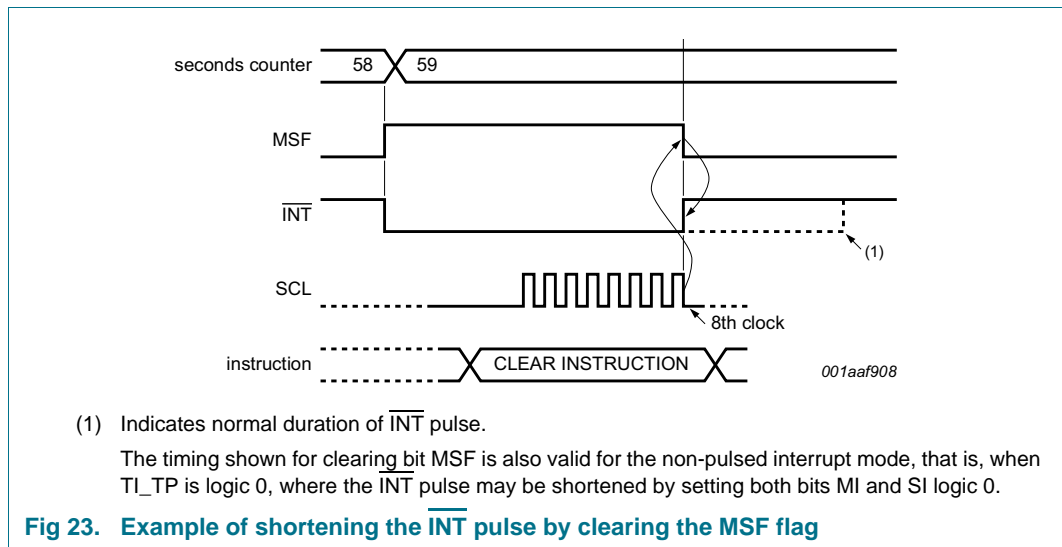 seconds counter 58 59
MSF
INT
(1)
SCL
8th clock
instruction CLEAR INSTRUCTION
001aaf908
(1) Indicates normal duration of INT pulse.
The timing shown for clearing bit MSF is also valid for the non-pulsed interrupt mode, that is, when
TI_TP is logic 0, where the INT pulse may be shortened by setting both bits MI and SI logic 0.
Fig 23. Example of shortening the INT pulse by clearing the MSF flag